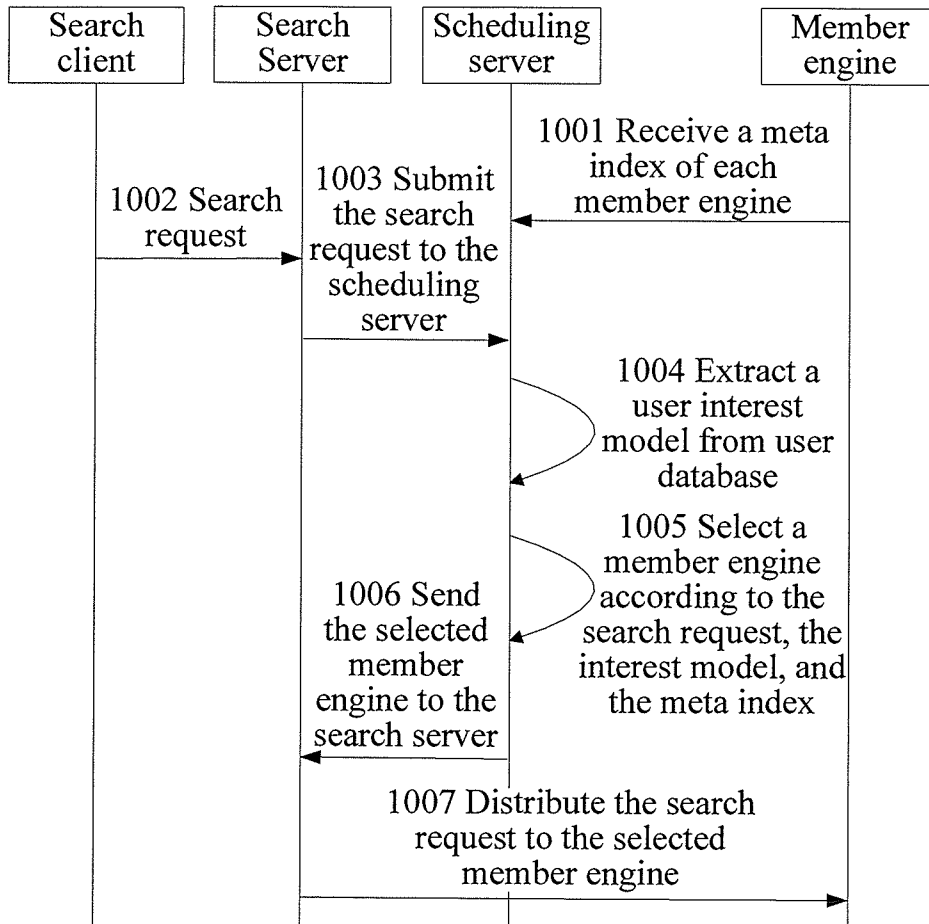 Search
client
Search
Server
Scheduling
server
Member
engine
1001 Receive a meta
index of each
member engine
1002 Search
request
1003 Submit
the search
request to the
scheduling
server
1004 Extract a
user interest
model from user
database
1005 Select a
member engine
according to the
search request, the
interest model, and
the meta index
1006 Send
the selected
member
engine to the
search server
1007 Distribute the search
request to the selected
member engine